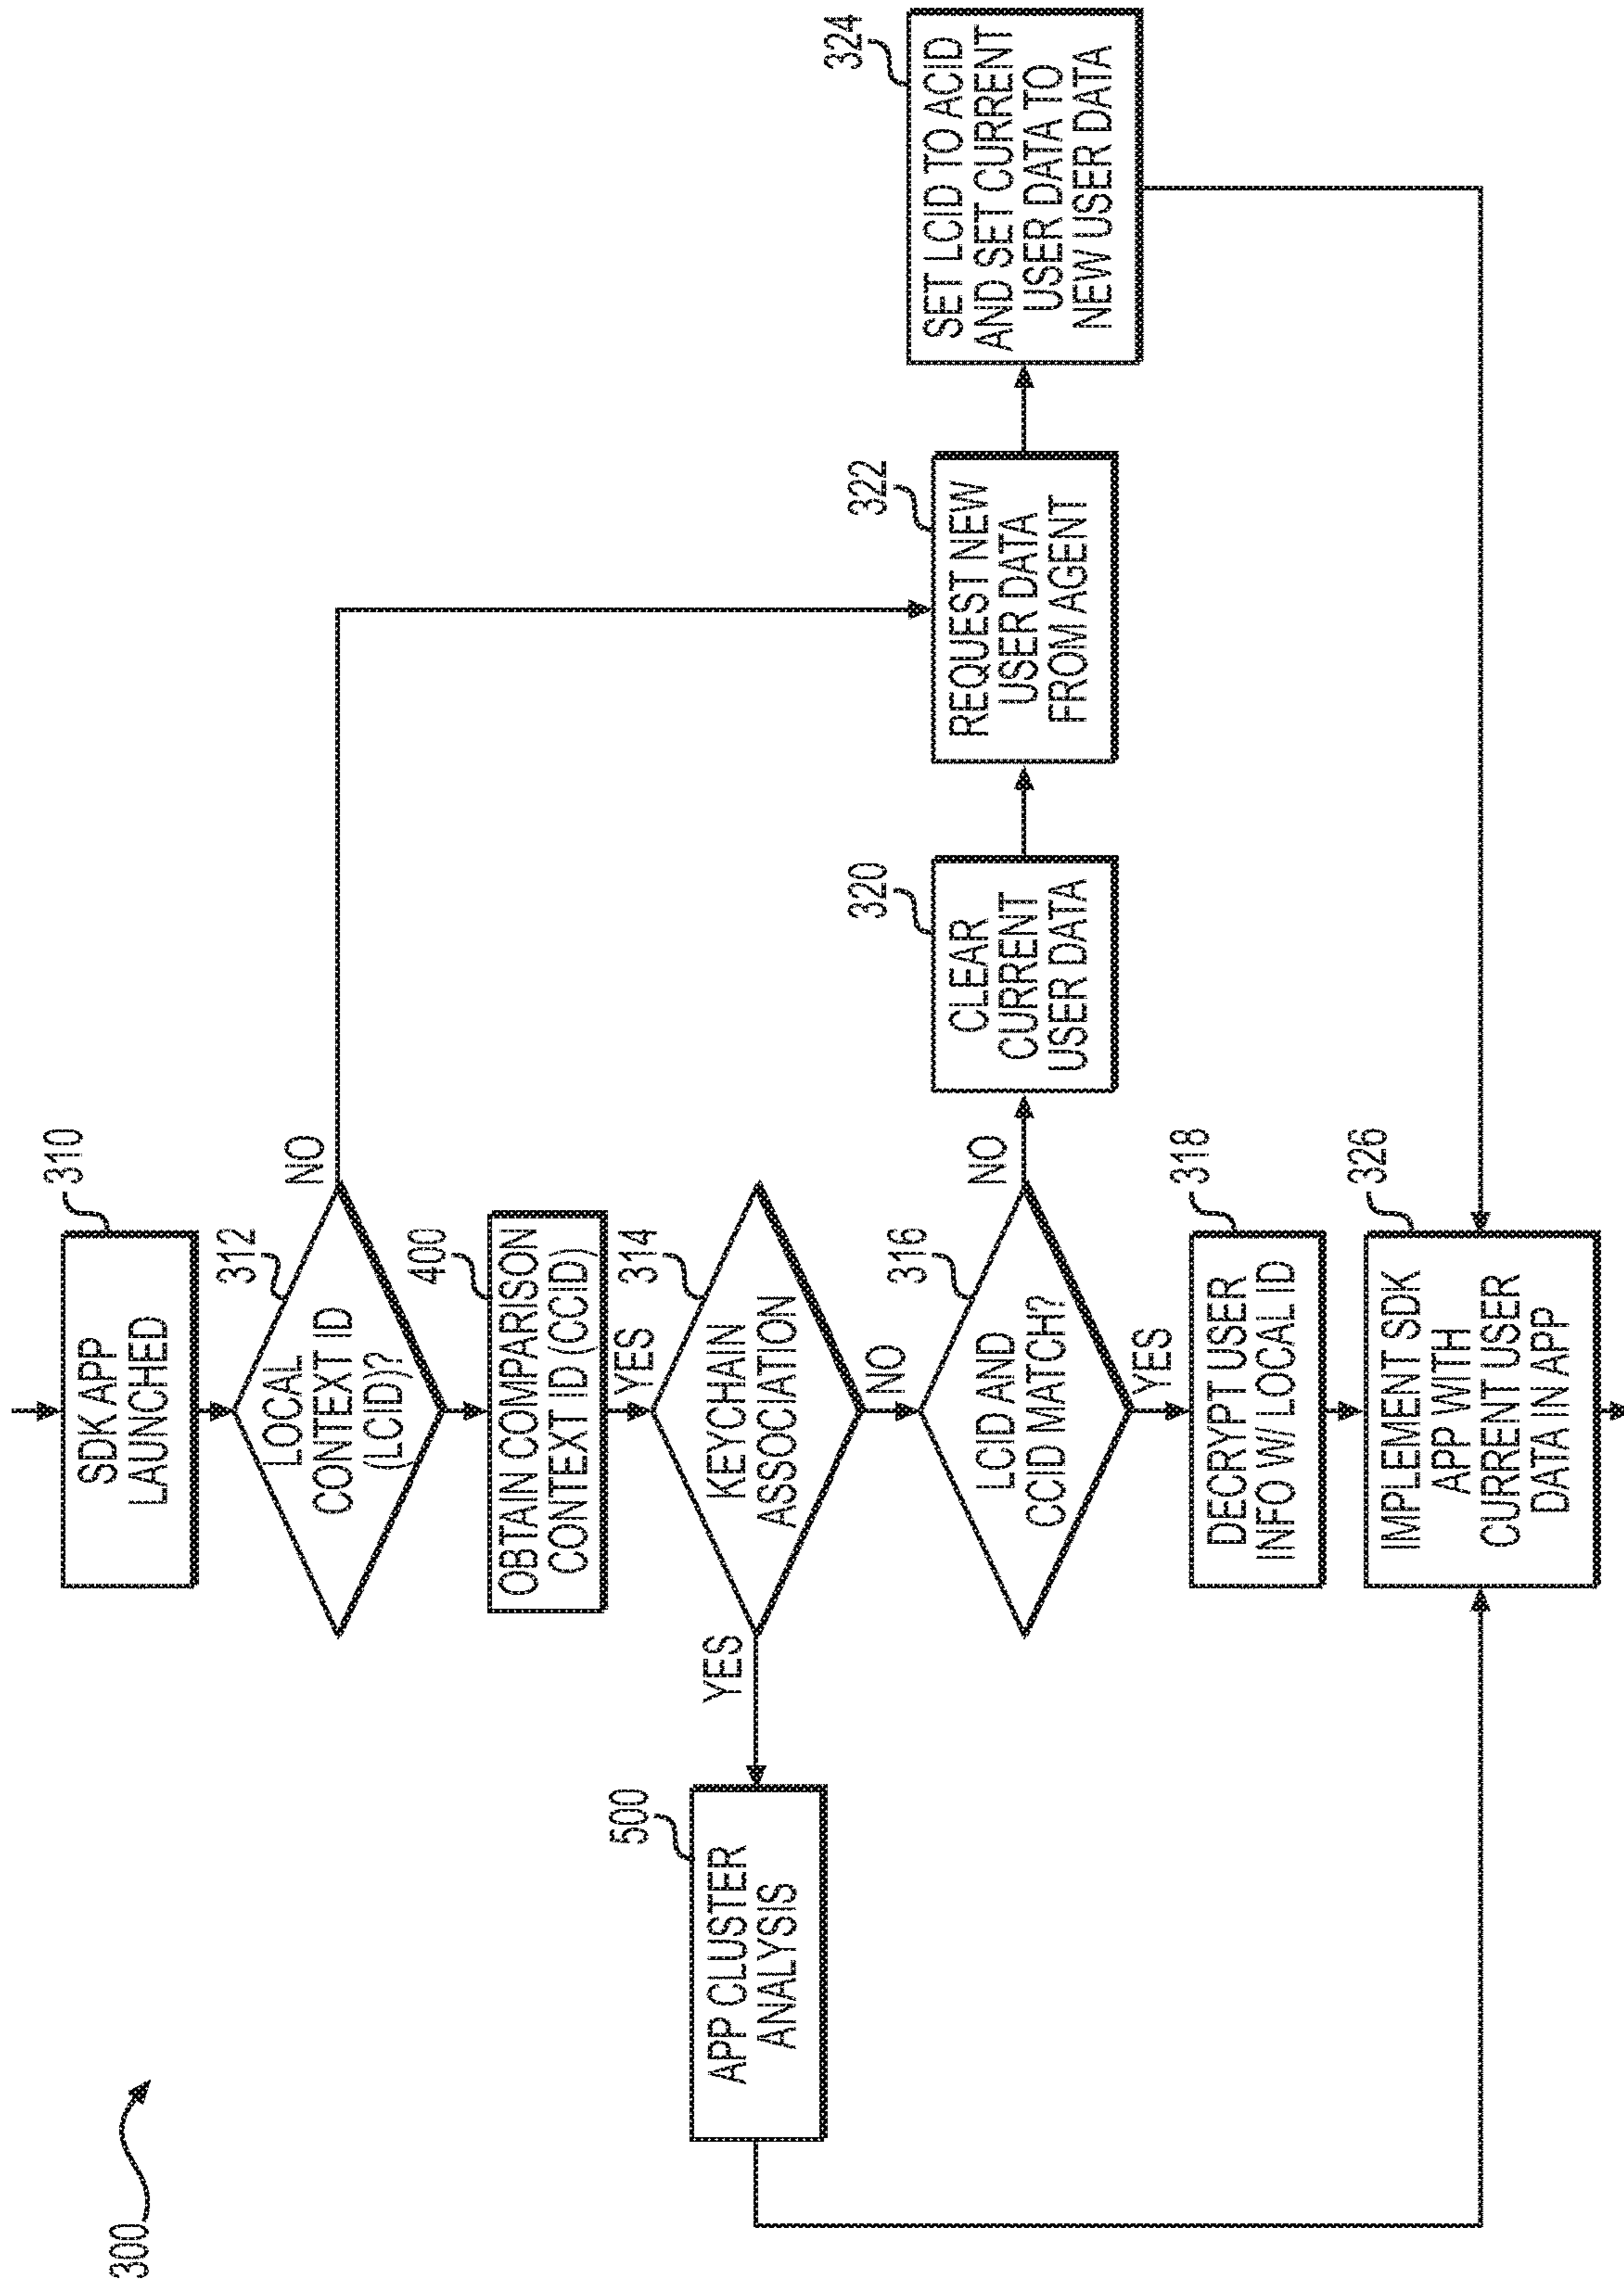 300
310
SDK APP
LAUNCHED
312
LOCAL
CONTEXT ID
(LCID)?
NO
400
OBTAIN COMPARISON
CONTEXT ID (CCID)
YES
314
KEYCHAIN
ASSOCIATION
YES
500
APP CLUSTER
ANALYSIS
NO
316
LCID AND
CCID MATCH?
NO
320
CLEAR
CURRENT
USER DATA
322
REQUEST NEW
USER DATA
FROM AGENT
324
SET LCID TO ACID
AND SET CURRENT
USER DATA TO
NEW USER DATA
YES
318
DECRYPT USER
INFO W/ LOCAL ID
326
IMPLEMENT SDK
APP WITH
CURRENT USER
DATA IN APP